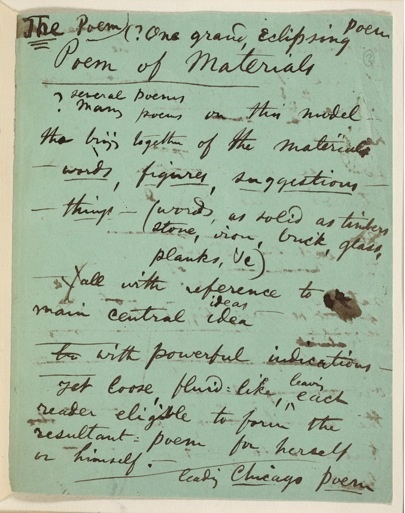 The Poem (? One grand, eclipsing poem
Poem of Materials
? several poems
? Many poems on this model
the bring together of the materials
— words, figures, suggestions —
— things — (words, as solid as timbers
stone, iron, brick, glass,
planks, &c)
— all with reference to
ideas
main central idea
— with powerful indications —
yet loose, fluid-like, leaving each
reader eligible to form the
resultant-poem for herself
or himself. —
leading Chicago Poem